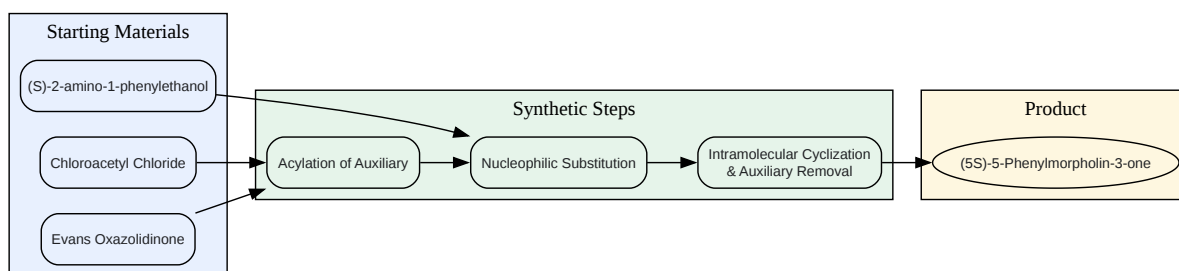 Starting Materials
(S)-2-amino-1-phenylethanol
Chloroacetyl Chloride
Evans Oxazolidinone
Synthetic Steps
Acylation of Auxiliary
Nucleophilic Substitution
Intramolecular Cyclization
& Auxiliary Removal
Product
(5S)-5-Phenylmorpholin-3-one